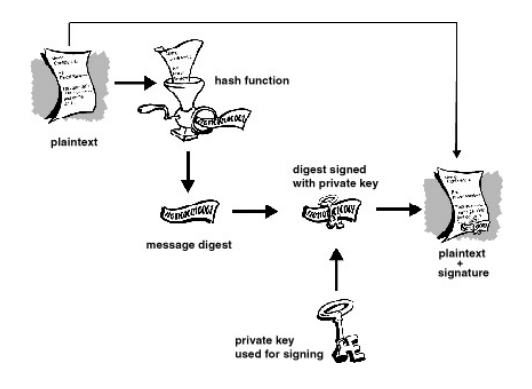 hash function
plaintext
digest signed
with private key
message digest
plaintext
+
signature
private key
used for signing